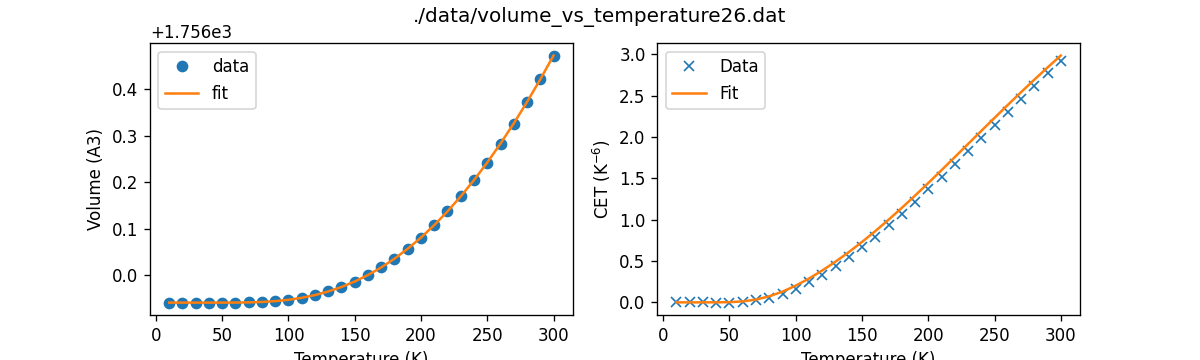 ./data/volume_vs_temperature26.dat
+1.756e3
data
fit
0.4
0.3
0.2
0.1
0.0
Volume (A3)
0 50 100 150 200 250 300
Temperature (K)
Data
Fit
3.0
2.5
2.0
1.5
1.0
0.5
0.0
CET (K⁻⁶)
0 50 100 150 200 250 300
Temperature (K)